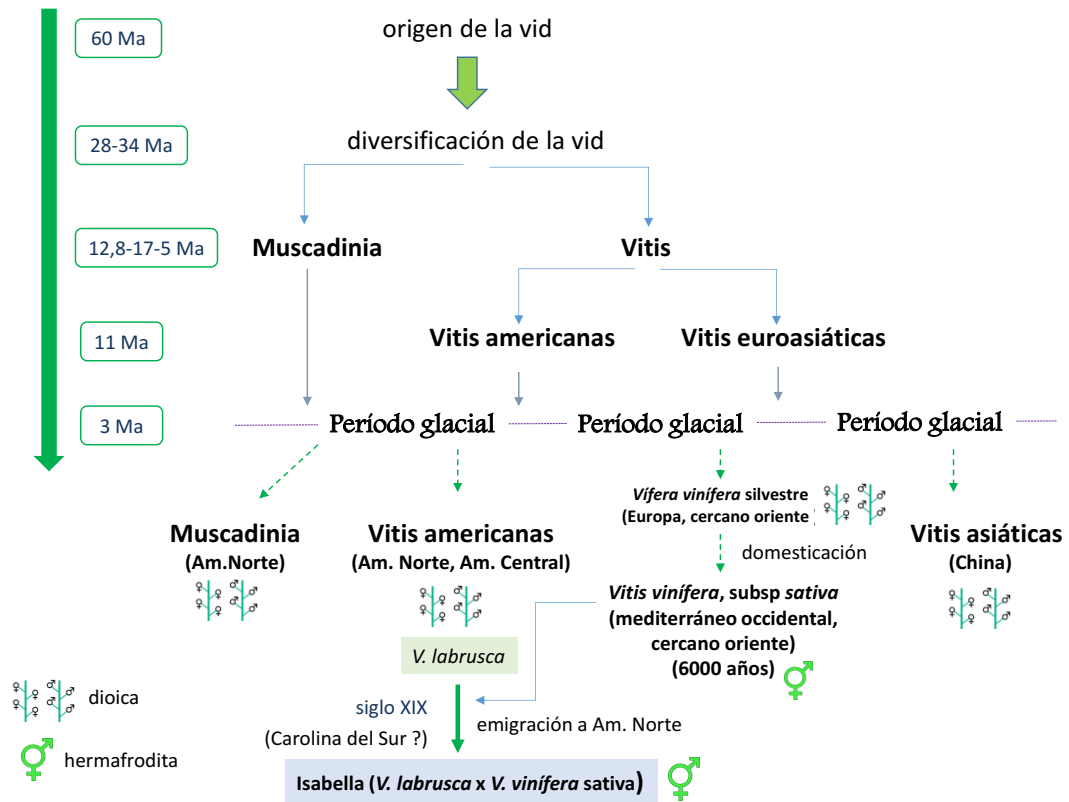 60 Ma
origen de la vid
28-34 Ma
diversificación de la vid
12,8-17-5 Ma
Muscadinia
Vitis
11 Ma
Vitis americanas
Vitis euroasiáticas
3 Ma
Período glacial
Período glacial
Período glacial
Vífera vinífera silvestre
(Europa, cercano oriente
Muscadinia
(Am.Norte)
Vitis americanas
(Am. Norte, Am. Central)
domesticación
Vitis asiáticas
(China)
Vitis vinífera, subsp sativa
(mediterráneo occidental,
cercano oriente)
(6000 años)
V. labrusca
dioica
siglo XIX
(Carolina del Sur ?)
emigración a Am. Norte
hermafrodita
Isabella (V. labrusca x V. vinífera sativa)